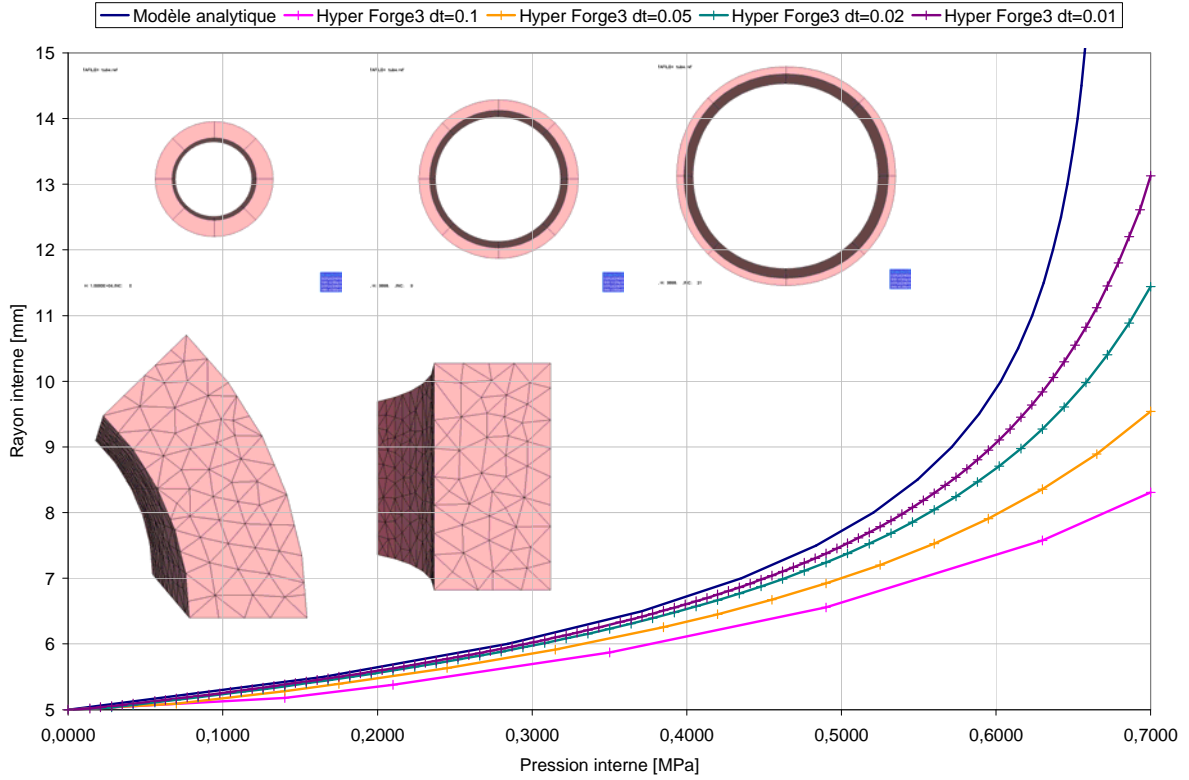 Modèle analytique Hyper Forge3 dt=0.1 Hyper Forge3 dt=0.05 Hyper Forge3 dt=0.02 Hyper Forge3 dt=0.01
15
14
13
12
11
10
9
8
7
6
5
Rayon interne [mm]
0,0000 0,1000 0,2000 0,3000 0,4000 0,5000 0,6000 0,7000
Pression interne [MPa]